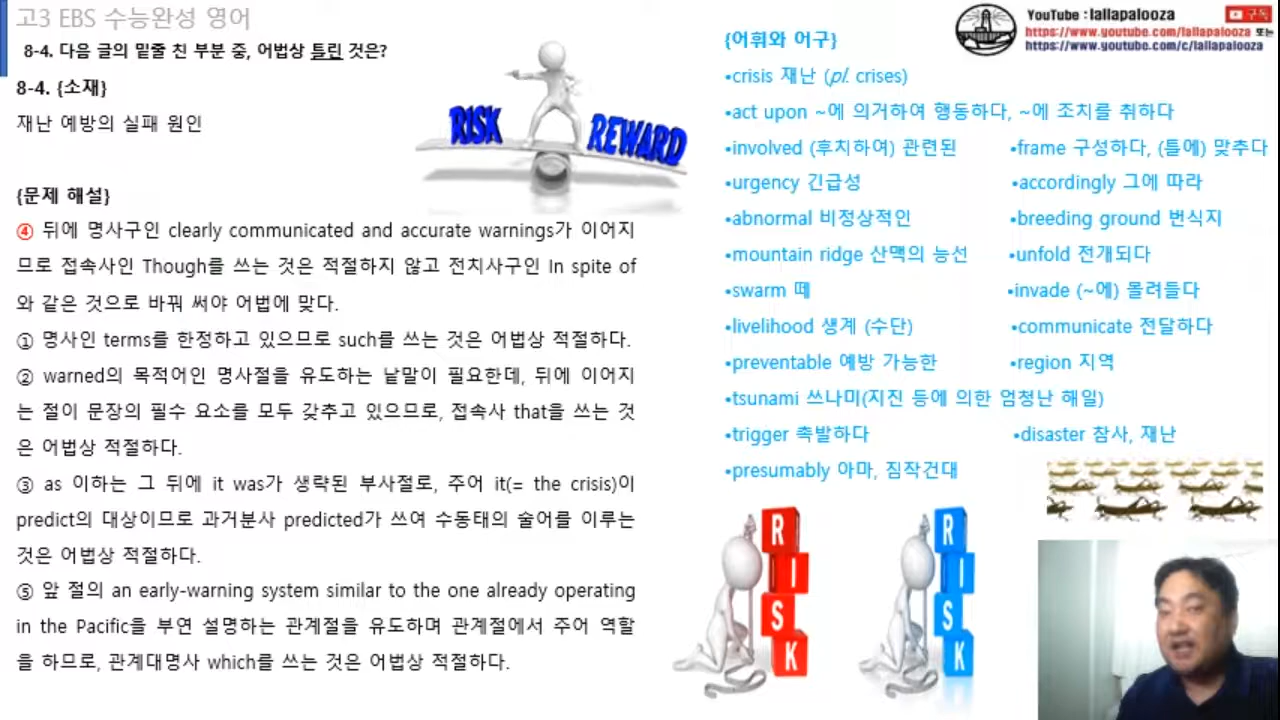 고3 EBS 수능완성 영어
8-4. 다음 글의 밑줄 친 부분 중, 어법상 틀린 것은?
8-4. {소재}
재난 예방의 실패 원인
RISK
REWARD
{문제 해설}
④ 뒤에 명사구인 clearly communicated and accurate warnings가 이어지
므로 접속사인 Though를 쓰는 것은 적절하지 않고 전치사구인 In spite of
와 같은 것으로 바꿔 써야 어법에 맞다.
① 명사인 terms를 한정하고 있으므로 such를 쓰는 것은 어법상 적절하다.
② warned의 목적어인 명사절을 유도하는 낱말이 필요한데, 뒤에 이어지
는 절이 문장의 필수 요소를 모두 갖추고 있으므로, 접속사 that을 쓰는 것
은 어법상 적절하다.
③ as 이하는 그 뒤에 it was가 생략된 부사절로, 주어 it(= the crisis)이
predict의 대상이므로 과거분사 predicted가 쓰여 수동태의 술어를 이루는
것은 어법상 적절하다.
⑤ 앞 절의 an early-warning system similar to the one already operating
in the Pacific을 부연 설명하는 관계절을 유도하며 관계절에서 주어 역할
을 하므로, 관계대명사 which를 쓰는 것은 어법상 적절하다.
{어휘와 어구}
YouTube : lallapalooza
구독
https://www.youtube.com/lallapalooza 또는
https://www.youtube.com/c/lallapalooza
•crisis 재난 (pl. crises)
•act upon ~에 의거하여 행동하다, ~에 조치를 취하다
•involved (후치하여) 관련된 •frame 구성하다, (틀에) 맞추다
•urgency 긴급성 •accordingly 그에 따라
•abnormal 비정상적인 •breeding ground 번식지
•mountain ridge 산맥의 능선 •unfold 전개되다
•swarm 떼 •invade (~에) 몰려들다
•livelihood 생계 (수단) •communicate 전달하다
•preventable 예방 가능한 •region 지역
•tsunami 쓰나미(지진 등에 의한 엄청난 해일)
•trigger 촉발하다 •disaster 참사, 재난
•presumably 아마, 짐작건대
RISK
RISK